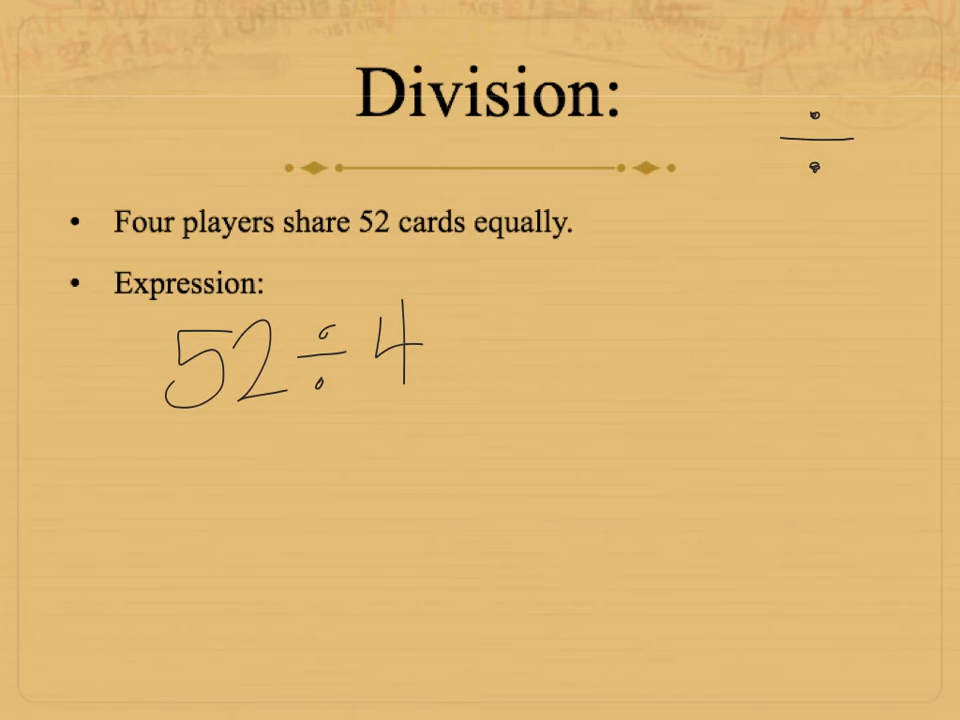 Division:
÷
• Four players share 52 cards equally.
• Expression:
52 ÷ 4